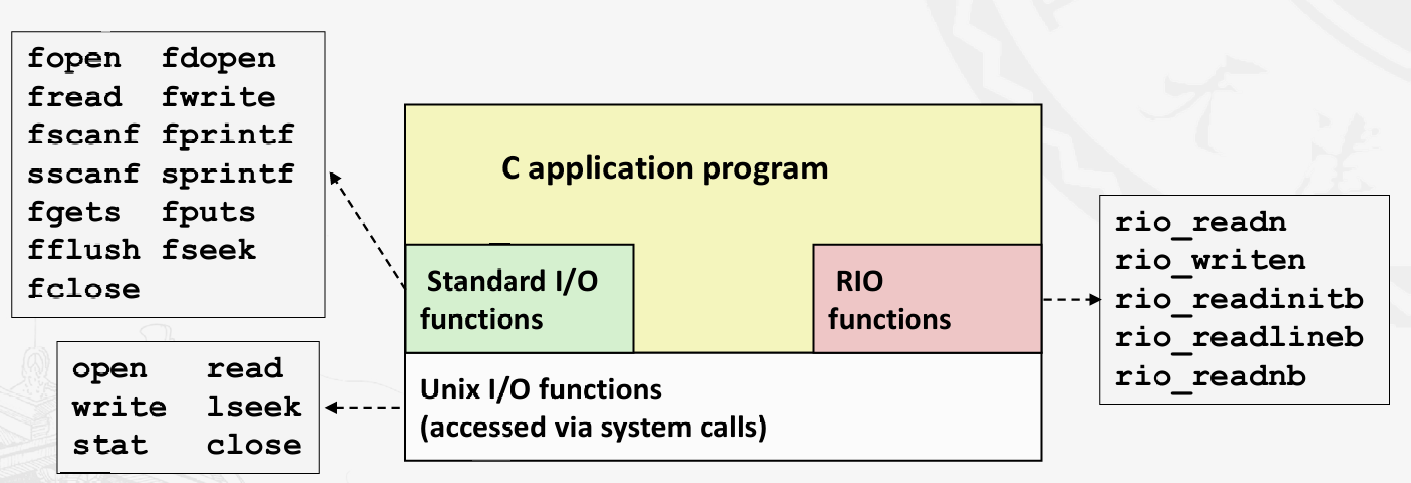 fopen fdopen
fread fwrite
fscanf fprintf
sscanf sprintf
fgets fputs
fflush fseek
fclose
C application program
Standard I/O
functions
RIO
functions
rio_readn
rio_writen
rio_readinitb
rio_readlineb
rio_readnb
open read
write lseek
stat close
Unix I/O functions
(accessed via system calls)